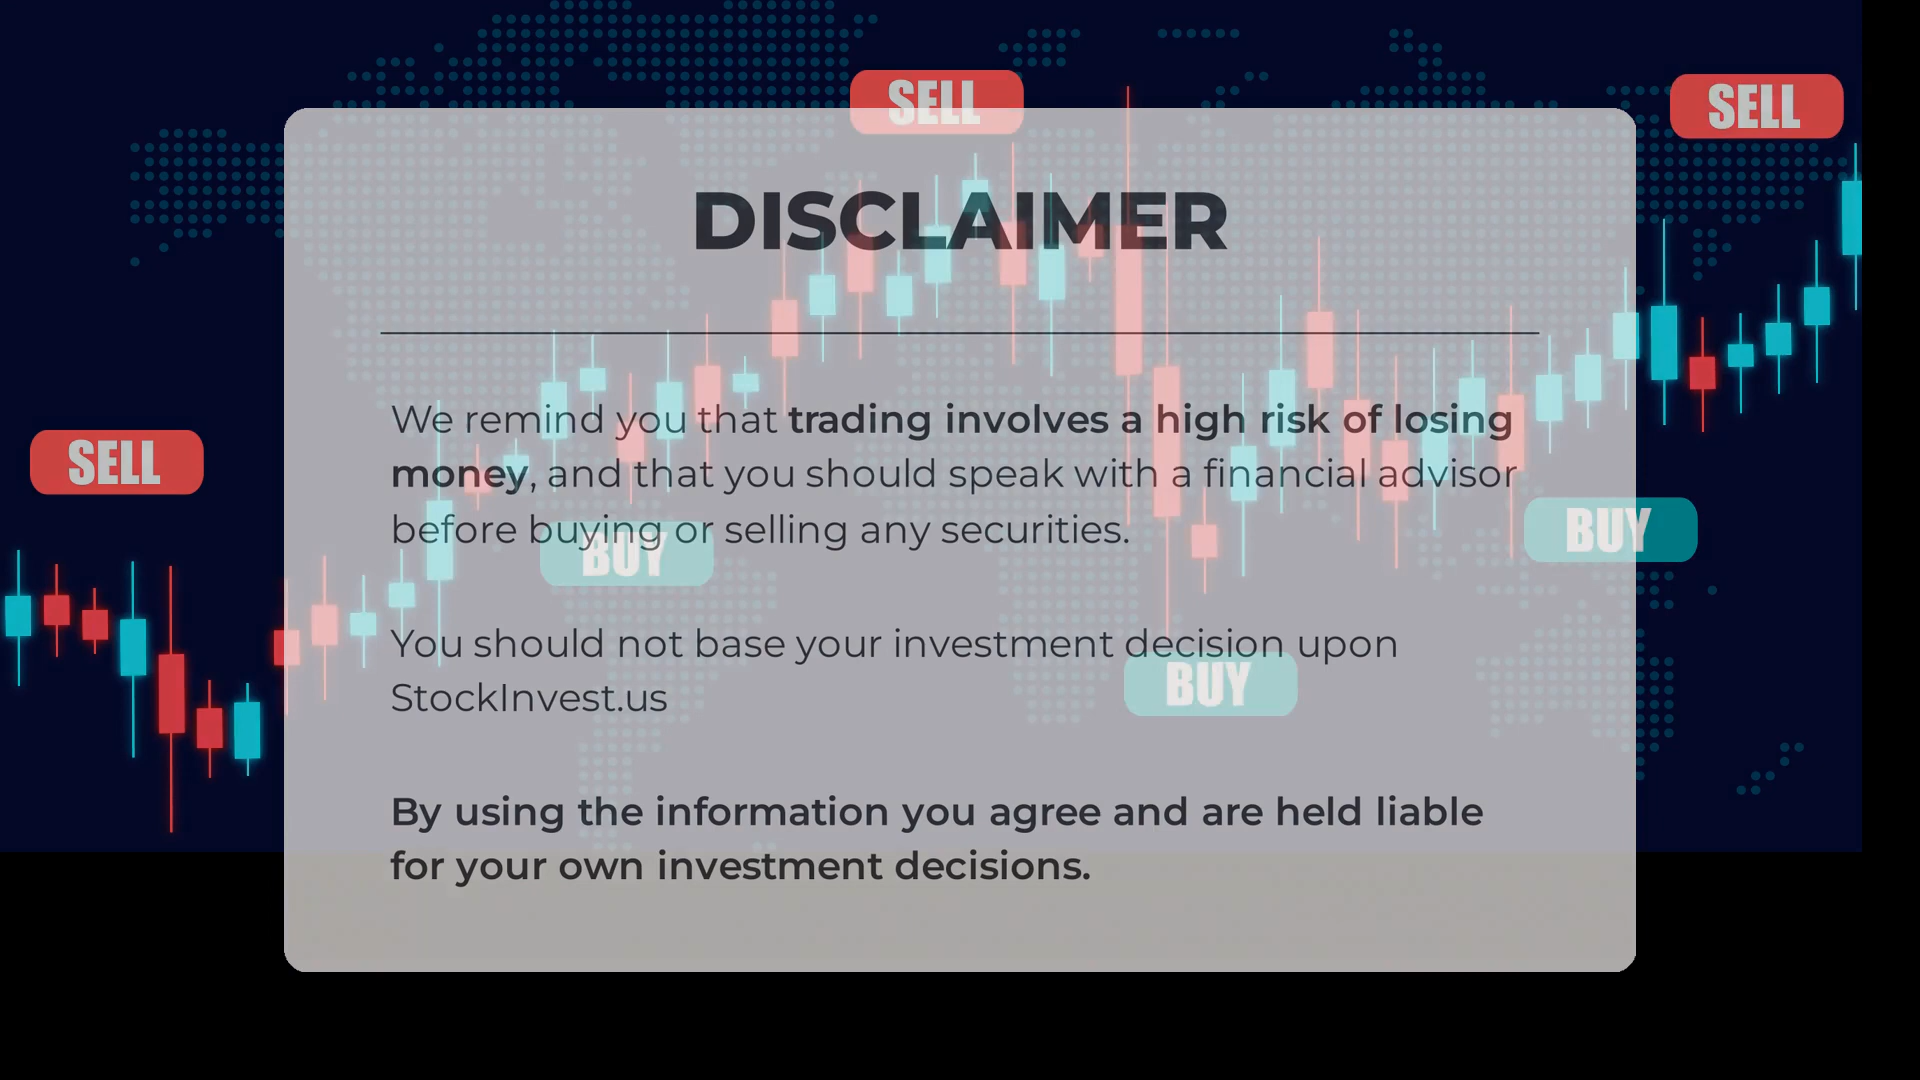 SELL
SELL
DISCLAIMER
We remind you that trading involves a high risk of losing
money, and that you should speak with a financial advisor
before buying or selling any securities.
SELL
BUY
BUY
You should not base your investment decision upon
StockInvest.us
BUY
By using the information you agree and are held liable
for your own investment decisions.